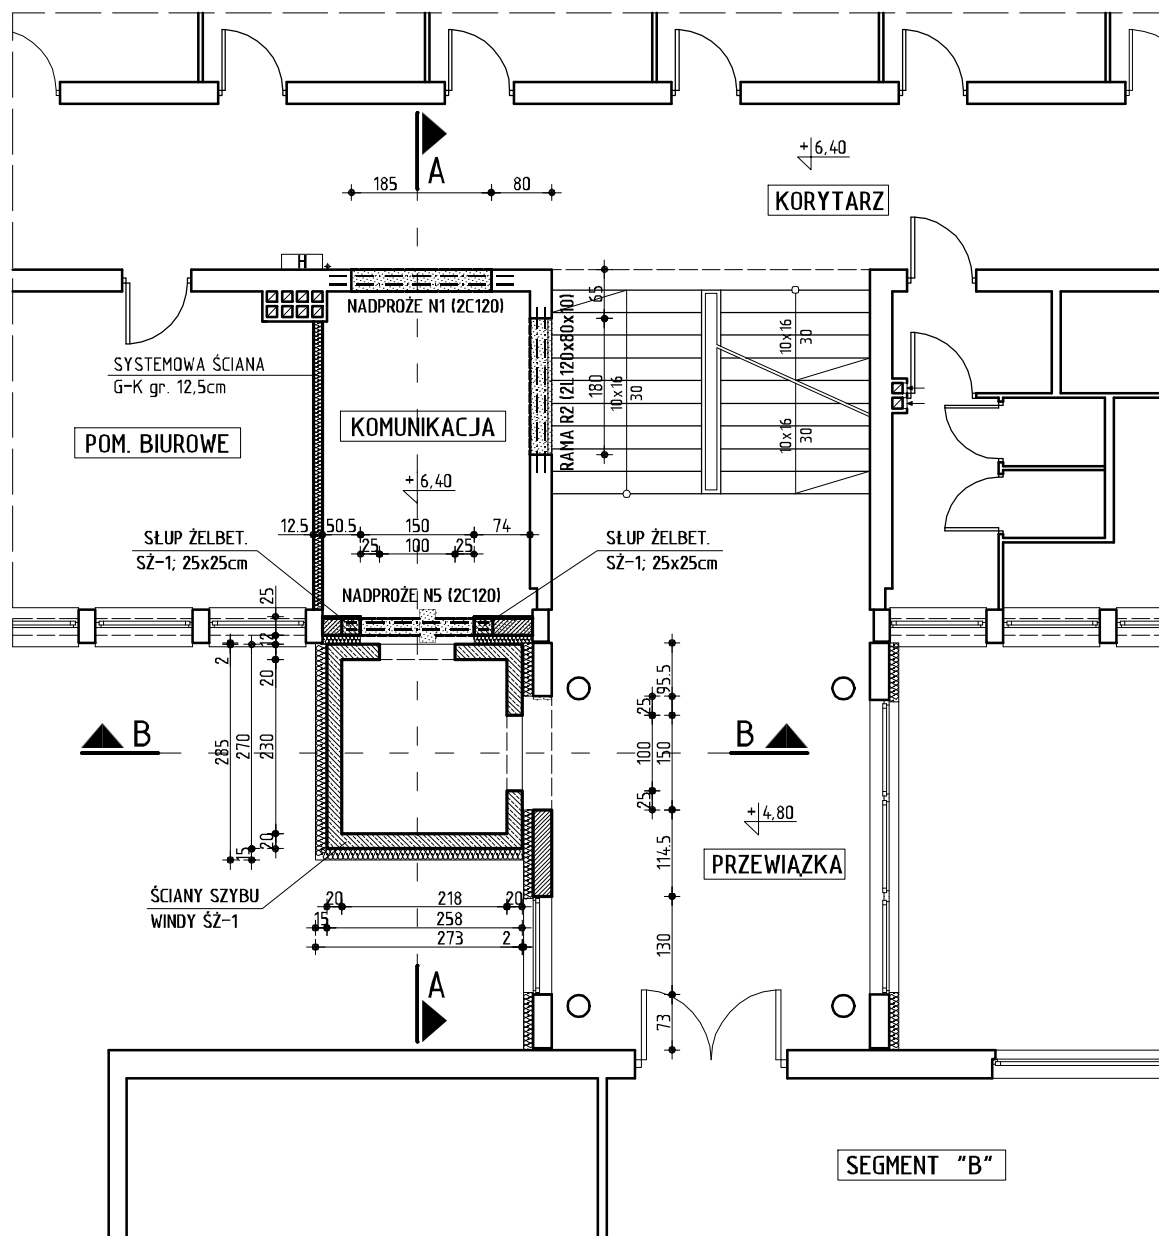 +6,40
A
185
80
KORYTARZ
H
NADPROŻE N1 (2C120)
65
RAMA R2 (2L120x80x10)
180
10x16
30
10x16
30
10x16
30
SYSTEMOWA ŚCIANA
G-K gr. 12,5cm
KOMUNIKACJA
POM. BIUROWE
+6,40
12.5
50.5
150
74
25
100
25
SŁUP ŻELBET.
SŻ-1; 25x25cm
SŁUP ŻELBET.
SŻ-1; 25x25cm
NADPROŻE N5 (2C120)
25
12
2
20
285
270
230
20
15
B
B
95.5
25
100
150
25
114.5
130
73
+4,80
PRZEWIĄZKA
ŚCIANY SZYBU
WINDY ŚŻ-1
20
218
20
15
258
273
2
A
SEGMENT "B"